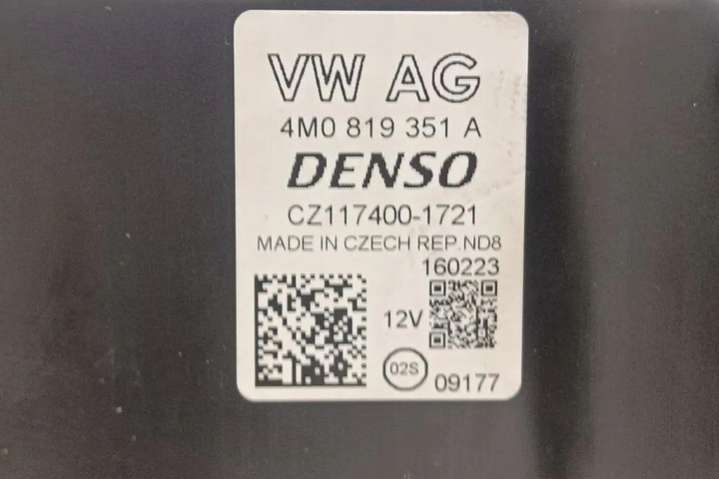 VW AG
4M0 819 351 A
DENSO
CZ117400-1721
MADE IN CZECH REP.ND8
160223
12V
02S
09177